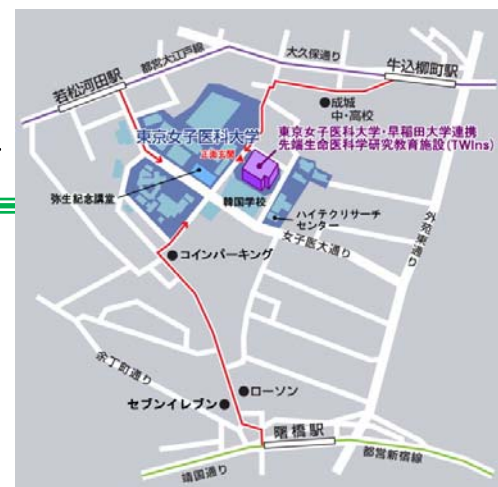 大久保通り
牛込柳町駅
都営大江戸線
若松河田駅
成城
中・高校
東京女子医科大学
正面玄関
東京女子医科大学・早稲田大学連携
先端生命医科学研究教育施設(TWIns)
弥生記念講堂
韓国学校
ハイテクリサーチ
センター
外苑東通り
女子医大通り
コインパーキング
余丁町通り
ローソン
セブンイレブン
曙橋駅
都営新宿線
靖国通り